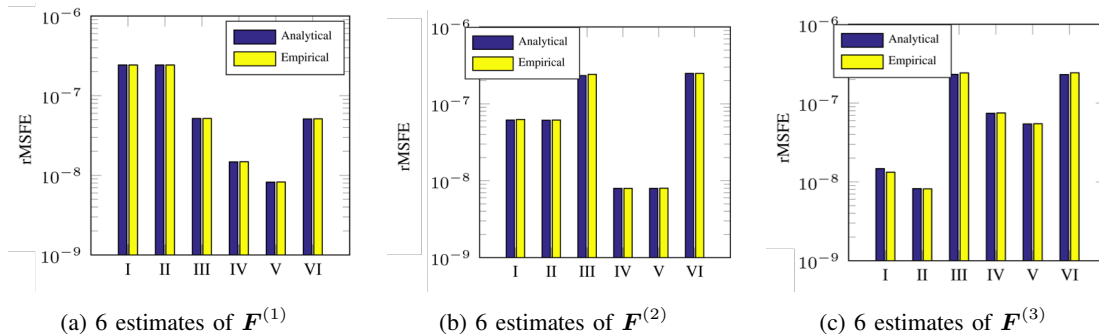 10⁻⁶
10⁻⁷
10⁻⁸
10⁻⁹
rMSFE
Analytical
Empirical
I II III IV V VI
(a) 6 estimates of F⁽¹⁾
10⁻⁶
10⁻⁷
10⁻⁸
10⁻⁹
rMSFE
Analytical
Empirical
I II III IV V VI
(b) 6 estimates of F⁽²⁾
10⁻⁶
10⁻⁷
10⁻⁸
10⁻⁹
rMSFE
Analytical
Empirical
I II III IV V VI
(c) 6 estimates of F⁽³⁾